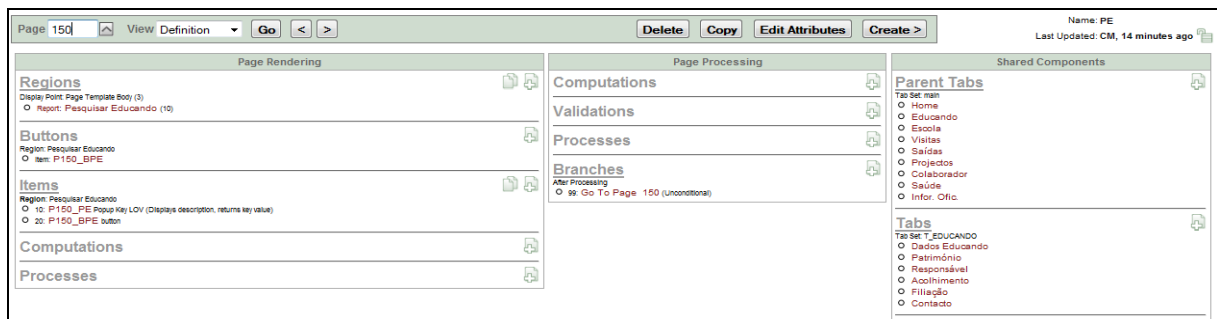 Page 150 View Definition Go < > Delete Copy Edit Attributes Create >
Name: PE
Last Updated: CM, 14 minutes ago
Page Rendering
Regions
Display Point: Page Template Body (3)
Report: Pesquisar Educando (10)
Buttons
Region: Pesquisar Educando
Item: P150_BPE
Items
Region: Pesquisar Educando
10: P150_PE Popup Key LOV (Displays description, returns key value)
20: P150_BPE button
Computations
Processes
Page Processing
Computations
Validations
Processes
Branches
After Processing
99: Go To Page 150 (Unconditional)
Shared Components
Parent Tabs
Tab Set: main
Home
Educando
Escola
Visitas
Saídas
Projectos
Colaborador
Saúde
Infor. Ofic.
Tabs
Tab Set: T_EDUCANDO
Dados Educando
Património
Responsável
Acolhimento
Filiação
Contacto